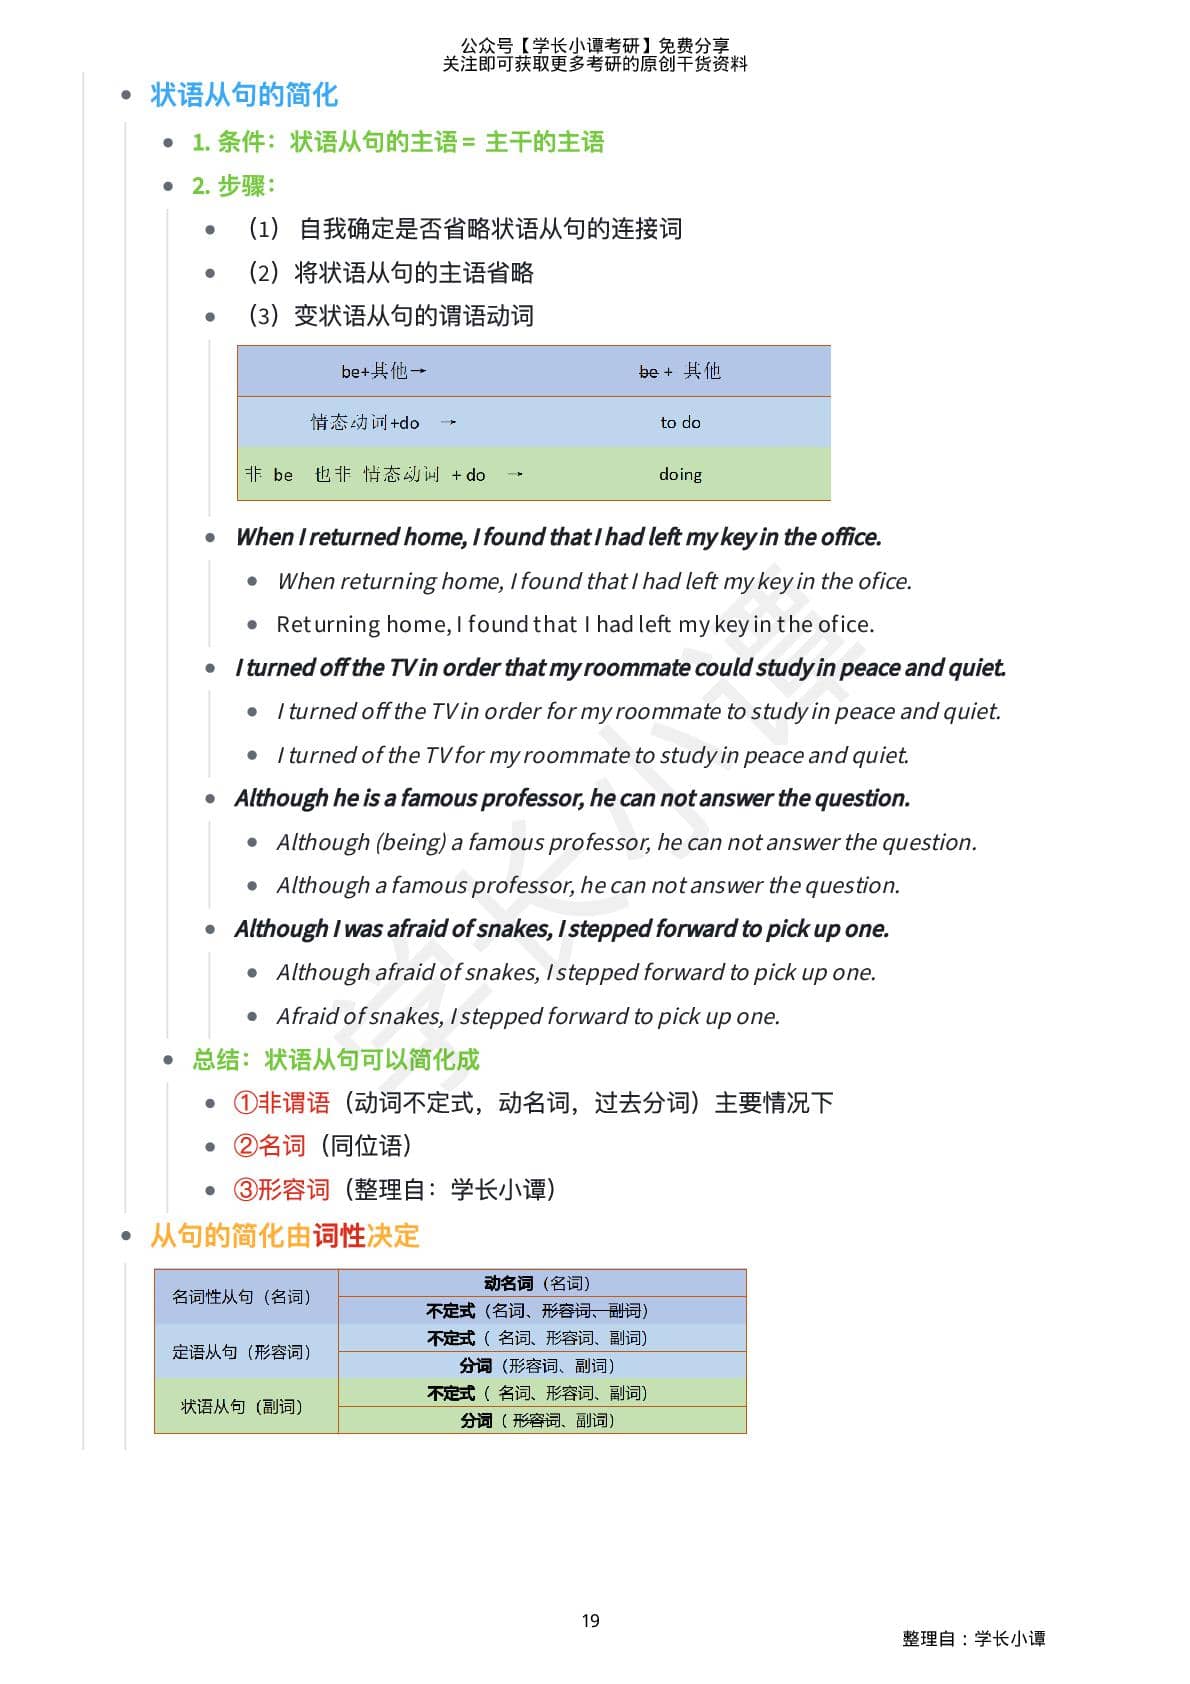 公众号【学长小谭考研】免费分享
关注即可获取更多考研的原创干货资料
状语从句的简化
1. 条件：状语从句的主语 = 主干的主语
2. 步骤：
（1） 自我确定是否省略状语从句的连接词
（2）将状语从句的主语省略
（3）变状语从句的谓语动词
be+其他→ be + 其他
情态动词+do → to do
非 be 也非 情态动词 + do → doing
When I returned home, I found that I had left my key in the office.
When returning home, I found that I had left my key in the ofice.
Returning home, I found that I had left my key in the ofice.
I turned off the TV in order that my roommate could study in peace and quiet.
I turned off the TV in order for my roommate to study in peace and quiet.
I turned of the TV for my roommate to study in peace and quiet.
Although he is a famous professor, he can not answer the question.
Although (being) a famous professor, he can not answer the question.
Although a famous professor, he can not answer the question.
Although I was afraid of snakes, I stepped forward to pick up one.
Although afraid of snakes, I stepped forward to pick up one.
Afraid of snakes, I stepped forward to pick up one.
总结：状语从句可以简化成
①非谓语（动词不定式，动名词，过去分词）主要情况下
②名词（同位语）
③形容词（整理自：学长小谭）
从句的简化由词性决定
名词性从句（名词） 动名词（名词）
不定式（名词、形容词、副词）
定语从句（形容词） 不定式（ 名词、形容词、副词）
分词（形容词、副词）
状语从句（副词） 不定式（ 名词、形容词、副词）
分词（ 形容词、副词）
学长小谭
19
整理自：学长小谭